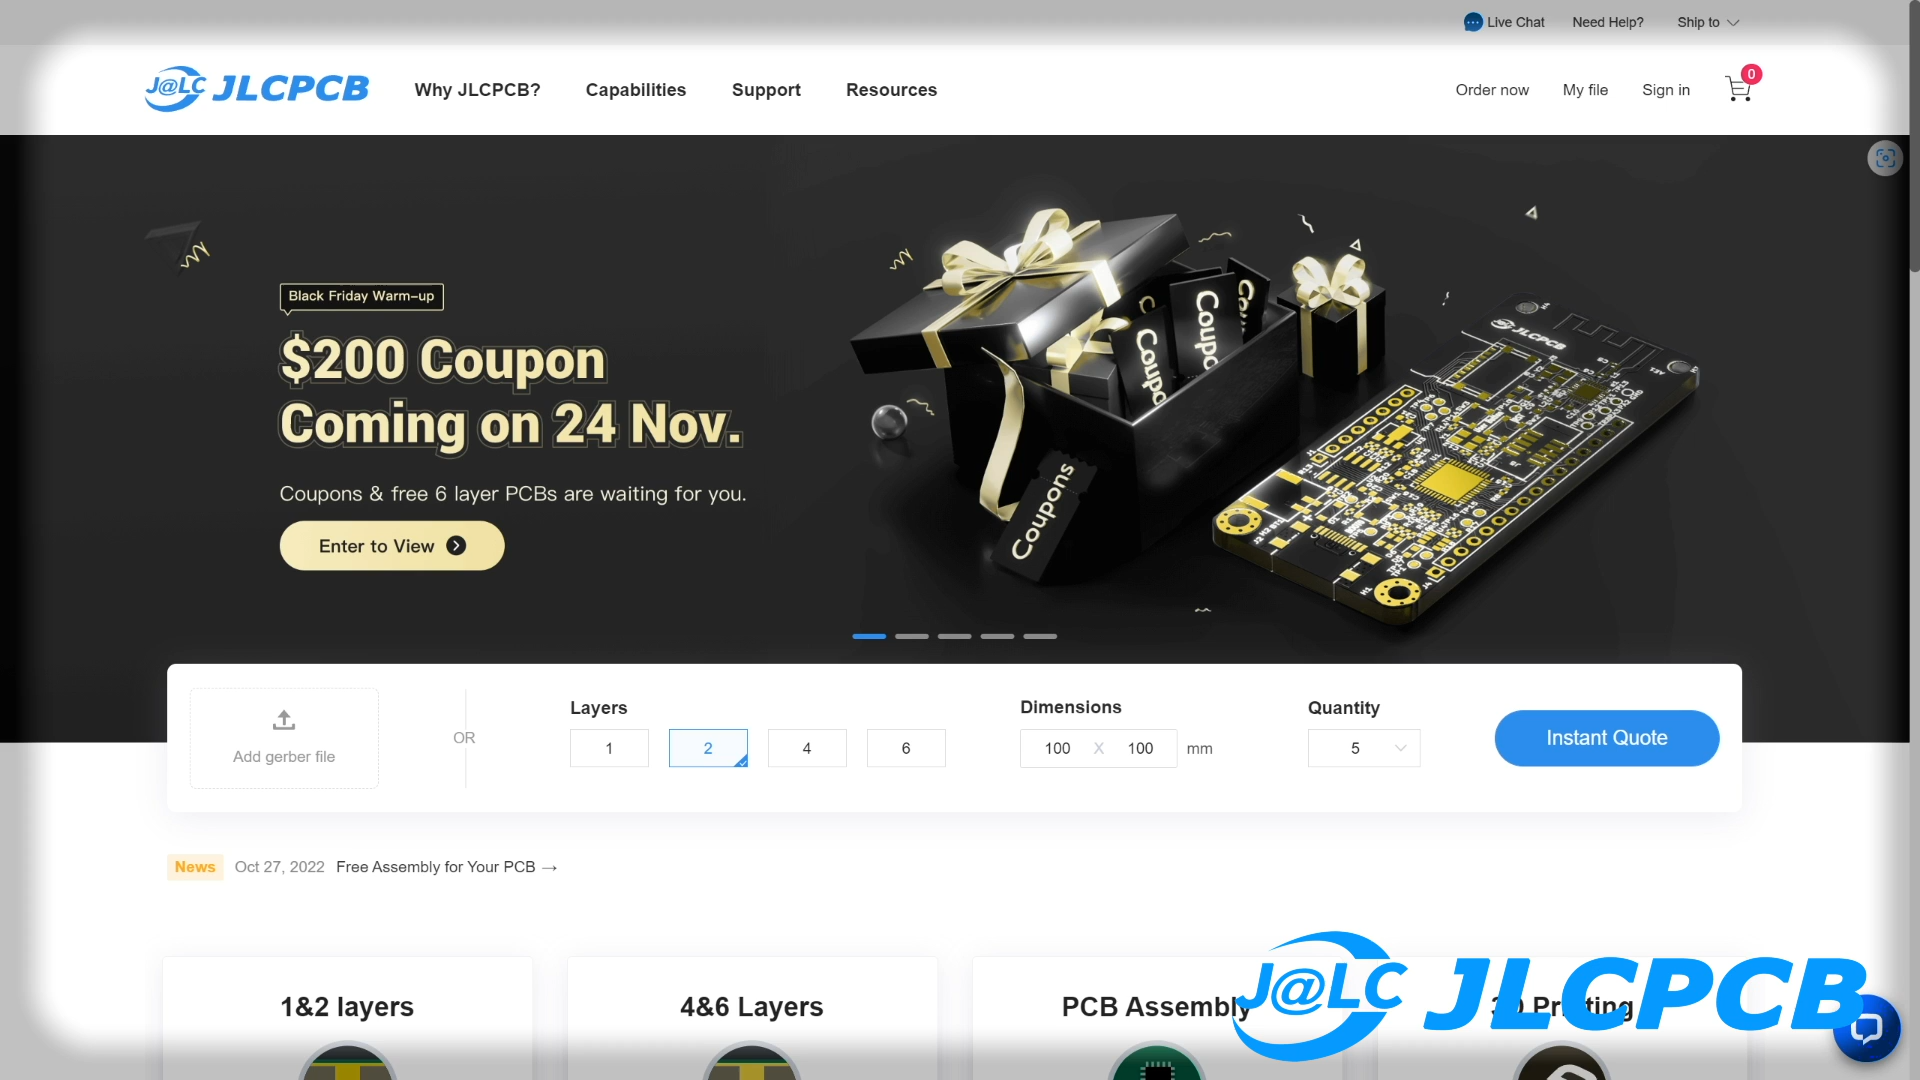 Live Chat
Need Help?
Ship to
J@LC JLCPCB
Why JLCPCB?
Capabilities
Support
Resources
Order now
My file
Sign in
0
Black Friday Warm-up
$200 Coupon
Coming on 24 Nov.
Coupons & free 6 layer PCBs are waiting for you.
Enter to View
Coupons
JLCPCB
Add gerber file
OR
Layers
1
2
4
6
Dimensions
100 X 100 mm
Quantity
5
Instant Quote
News Oct 27, 2022 Free Assembly for Your PCB →
1&2 layers
4&6 Layers
PCB Assembly
3D Printing
J@LC JLCPCB